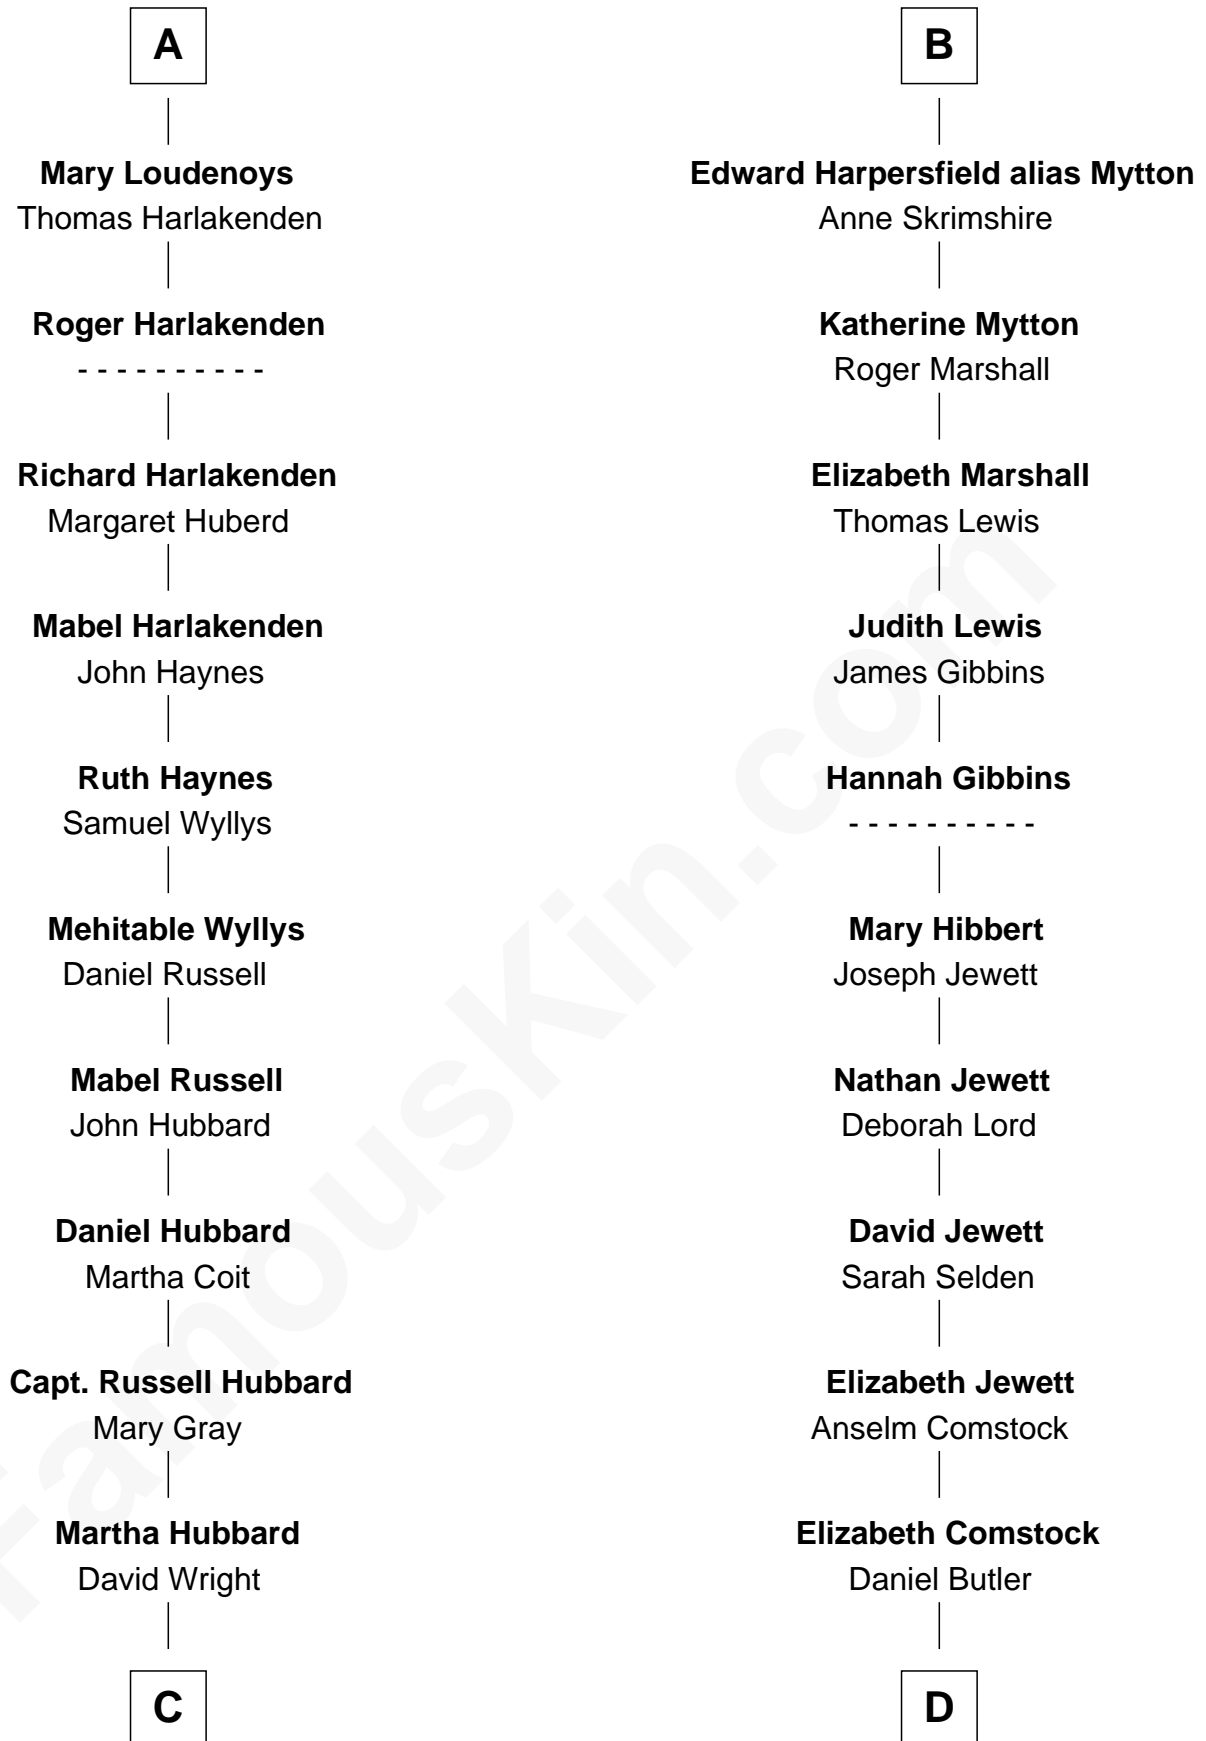 A
Mary Loudenoys
Thomas Harlakenden
Roger Harlakenden
- - - - - - - - - -
Richard Harlakenden
Margaret Huberd
Mabel Harlakenden
John Haynes
Ruth Haynes
Samuel Wyllys
Mehitable Wyllys
Daniel Russell
Mabel Russell
John Hubbard
Daniel Hubbard
Martha Coit
Capt. Russell Hubbard
Mary Gray
Martha Hubbard
David Wright
C
B
Edward Harpersfield alias Mytton
Anne Skrimshire
Katherine Mytton
Roger Marshall
Elizabeth Marshall
Thomas Lewis
Judith Lewis
James Gibbins
Hannah Gibbins
- - - - - - - - - -
Mary Hibbert
Joseph Jewett
Nathan Jewett
Deborah Lord
David Jewett
Sarah Selden
Elizabeth Jewett
Anselm Comstock
Elizabeth Comstock
Daniel Butler
D
FamousKin.com